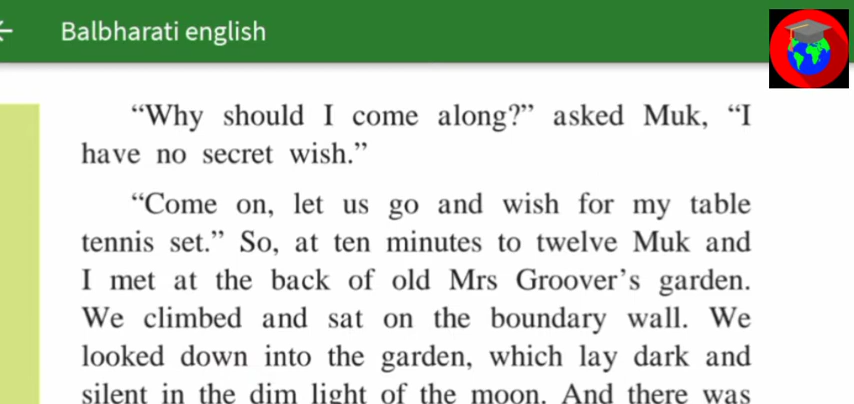 Balbharati english
“Why should I come along?” asked Muk, “I
have no secret wish.”
“Come on, let us go and wish for my table
tennis set.” So, at ten minutes to twelve Muk and
I met at the back of old Mrs Groover’s garden.
We climbed and sat on the boundary wall. We
looked down into the garden, which lay dark and
silent in the dim light of the moon. And there was